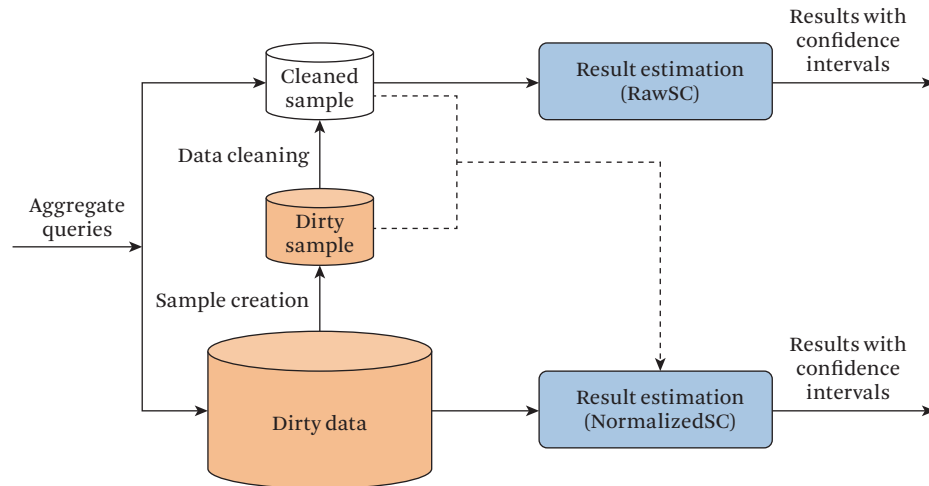 Results with
confidence
intervals
Cleaned
sample
Result estimation
(RawSC)
Data cleaning
Aggregate
queries
Dirty
sample
Sample creation
Results with
confidence
intervals
Dirty data
Result estimation
(NormalizedSC)